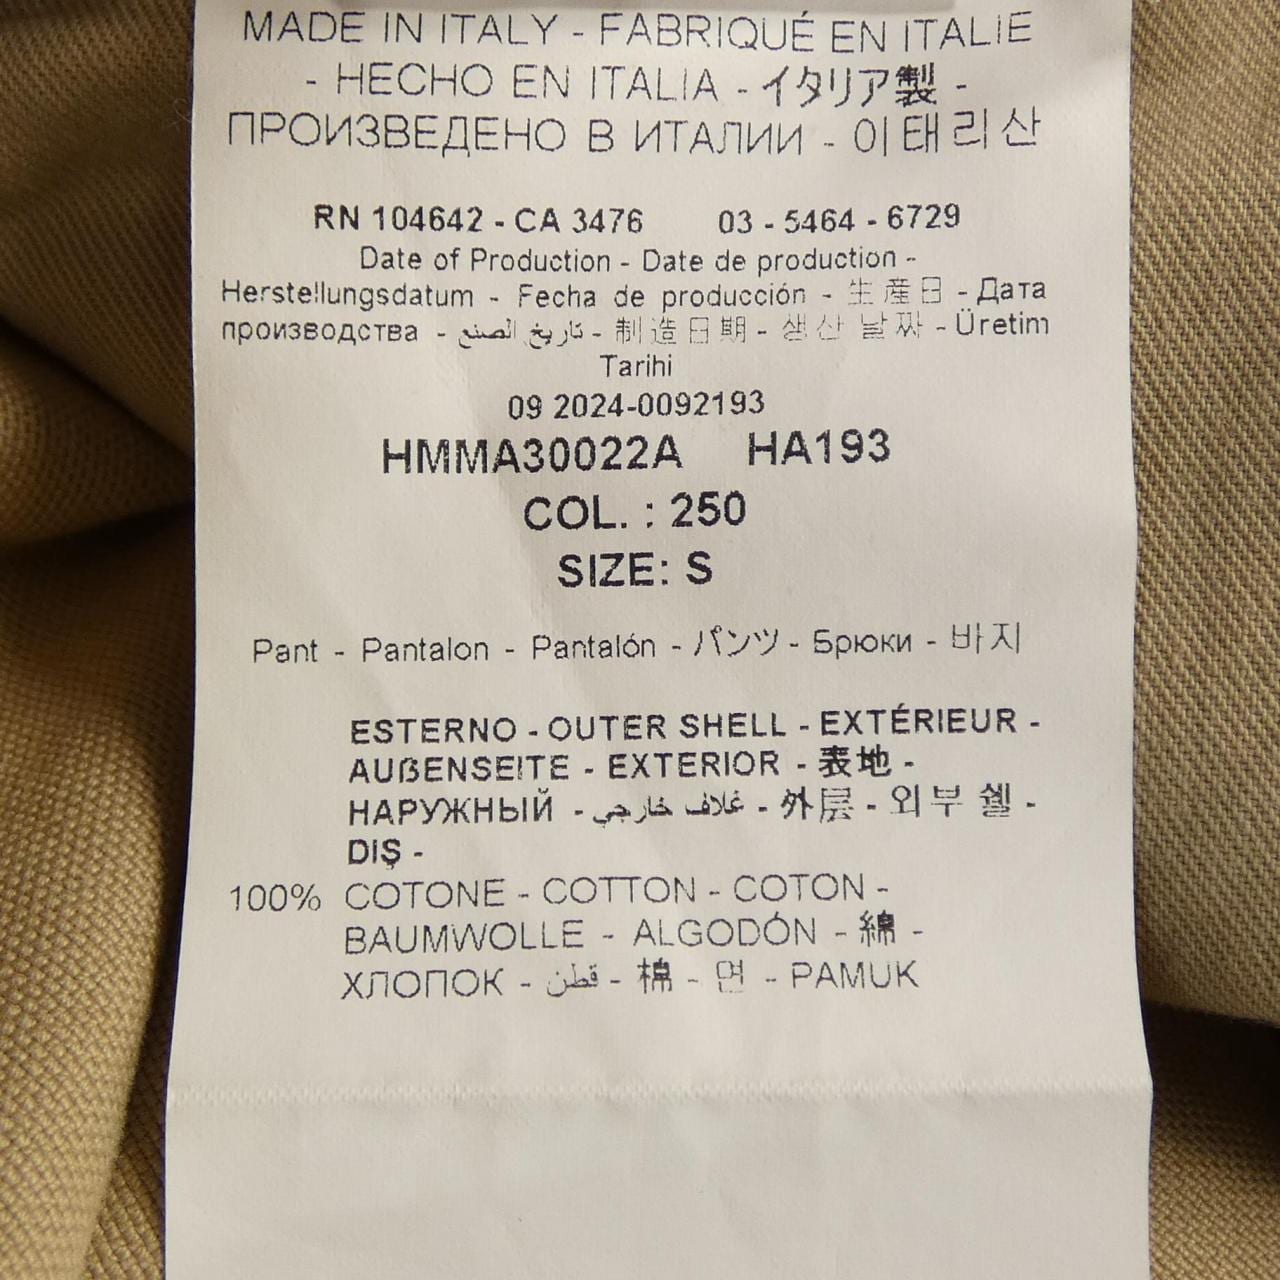 MADE IN ITALY - FABRIQUÉ EN ITALIE
- HECHO EN ITALIA - イタリア製 -
ПРОИЗВЕДЕНО В ИТАЛИИ - 이태리산
RN 104642 - CA 3476 03 - 5464 - 6729
Date of Production - Date de production -
Herstellungsdatum - Fecha de producción - 生産日 - Дата
производства - تاريخ الصنع - 制造日期 - 생산 날짜 - Üretim
Tarihi
09 2024-0092193
HMMA30022A HA193
COL. : 250
SIZE: S
Pant - Pantalon - Pantalón - パンツ - Брюки - 바지
ESTERNO - OUTER SHELL - EXTÉRIEUR -
AUßENSEITE - EXTERIOR - 表地 -
НАРУЖНЫЙ - غلاف خارجي - 外层 - 외부 쉘 -
DIŞ -
100% COTONE - COTTON - COTON -
BAUMWOLLE - ALGODÓN - 綿 -
ХЛОПОК - قطن - 棉 - 면 - PAMUK